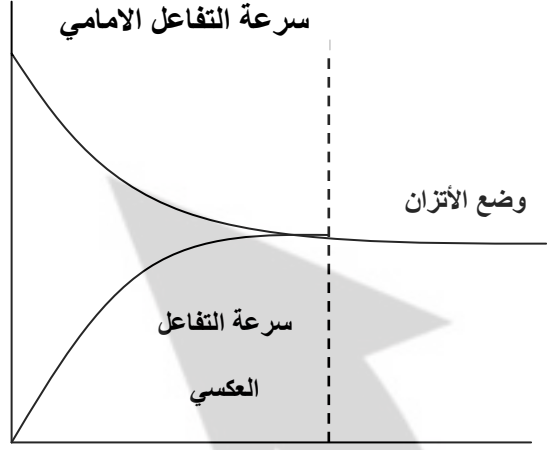 سرعة التفاعل الامامي
وضع الأتزان
سرعة التفاعل
العكسي